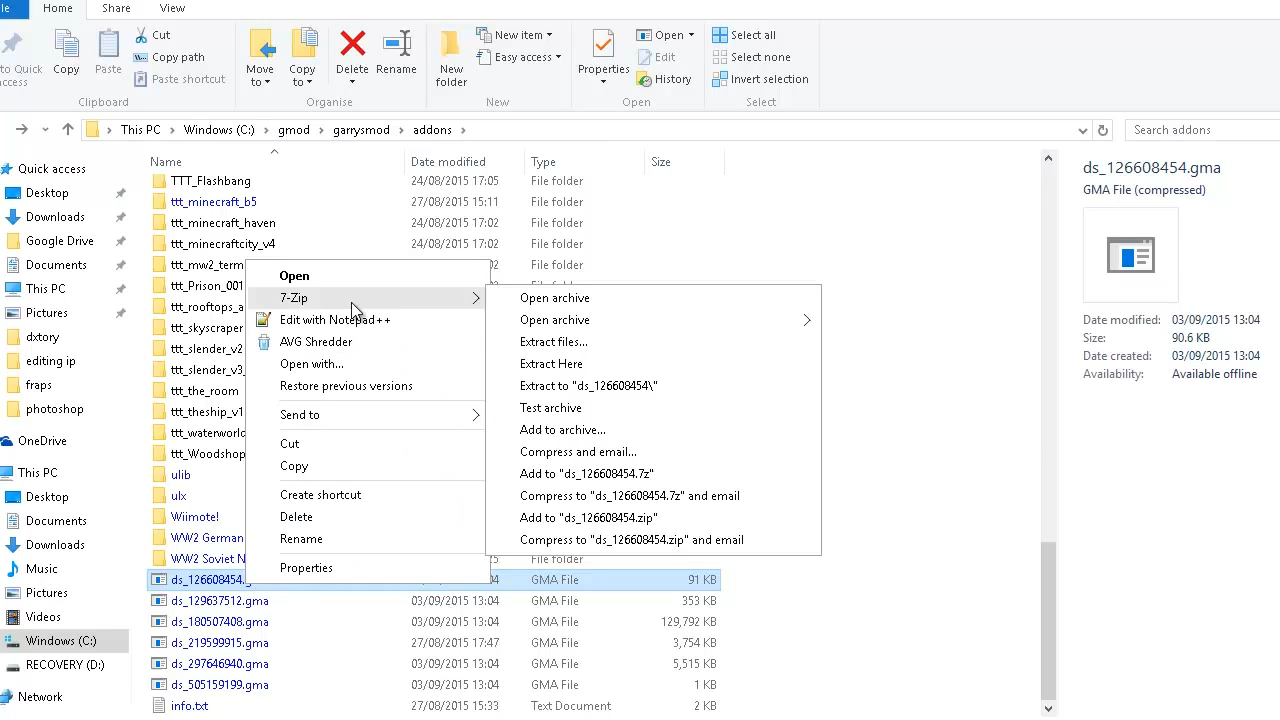 le
Home
Share
View
to Quick
access
Copy
Paste
Cut
Copy path
Paste shortcut
Clipboard
Move
to
Copy
to
Delete
Rename
Organise
New
folder
New item
Easy access
New
Properties
Open
Edit
History
Open
Select all
Select none
Invert selection
Select
This PC
Windows (C:)
gmod
garrysmod
addons
Search addons
Quick access
Desktop
Downloads
Google Drive
Documents
This PC
Pictures
dxtory
editing ip
fraps
photoshop
OneDrive
This PC
Desktop
Documents
Downloads
Music
Pictures
Videos
Windows (C:)
RECOVERY (D:)
Network
Name Date modified Type Size
TTT_Flashbang 24/08/2015 17:05 File folder
ttt_minecraft_b5 27/08/2015 15:11 File folder
ttt_minecraft_haven 24/08/2015 17:02 File folder
ttt_minecraftcity_v4 24/08/2015 17:02 File folder
ttt_mw2_term 02 File folder
ttt_Prison_001
ttt_rooftops_a
ttt_skyscraper
ttt_slender_v2
ttt_slender_v3_
ttt_the_room
ttt_theship_v1
ttt_waterworld
ttt_Woodshop
ulib
ulx
Wiimote!
WW2 German
WW2 Soviet N File folder
ds_126608454. GMA File 91 KB
ds_129637512.gma 03/09/2015 13:04 GMA File 353 KB
ds_180507408.gma 03/09/2015 13:04 GMA File 129,792 KB
ds_219599915.gma 27/08/2015 17:47 GMA File 3,754 KB
ds_297646940.gma 03/09/2015 13:04 GMA File 5,515 KB
ds_505159199.gma 03/09/2015 13:04 GMA File 1 KB
info.txt 27/08/2015 15:33 Text Document 2 KB
Open
7-Zip
Edit with Notepad++
AVG Shredder
Open with...
Restore previous versions
Send to
Cut
Copy
Create shortcut
Delete
Rename
Properties
Open archive
Open archive
Extract files...
Extract Here
Extract to "ds_126608454\"
Test archive
Add to archive...
Compress and email...
Add to "ds_126608454.7z"
Compress to "ds_126608454.7z" and email
Add to "ds_126608454.zip"
Compress to "ds_126608454.zip" and email
ds_126608454.gma
GMA File (compressed)
Date modified: 03/09/2015 13:04
Size: 90.6 KB
Date created: 03/09/2015 13:04
Availability: Available offline